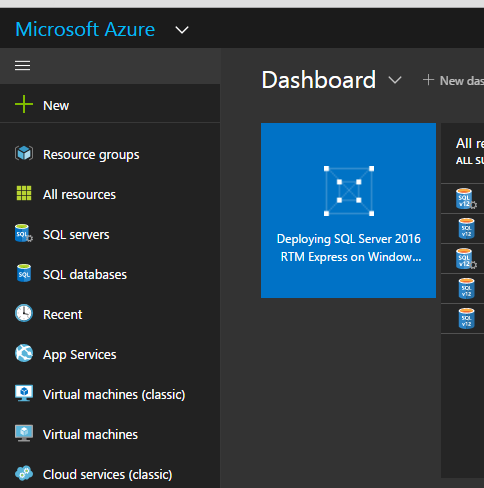 Microsoft Azure
New
Resource groups
All resources
SQL servers
SQL databases
Recent
App Services
Virtual machines (classic)
Virtual machines
Cloud services (classic)
Dashboard
New das
Deploying SQL Server 2016
RTM Express on Window...
All re
ALL SU
SQL
v12
SQL
v12
SQL
v12
SQL
v12
SQL
v12